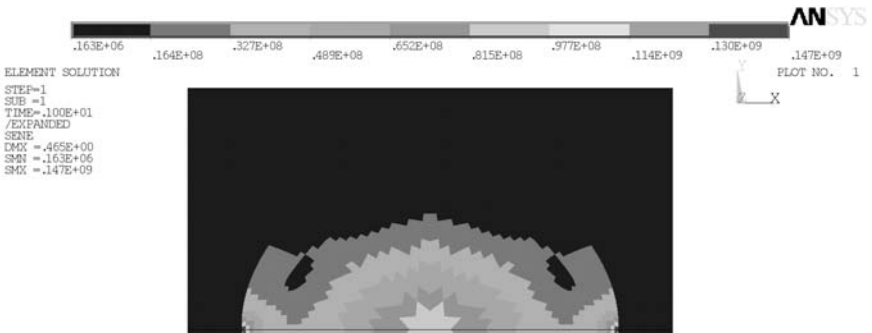 ANSYS
.163E+06 .327E+08 .652E+08 .977E+08 .130E+09
.164E+08 .489E+08 .815E+08 .114E+09 .147E+09
ELEMENT SOLUTION
PLOT NO. 1
STEP=1
SUB =1
TIME=.100E+01
/EXPANDED
SENE
DMX =.465E+00
SMN =.163E+06
SMX =.147E+09
Y
Z X